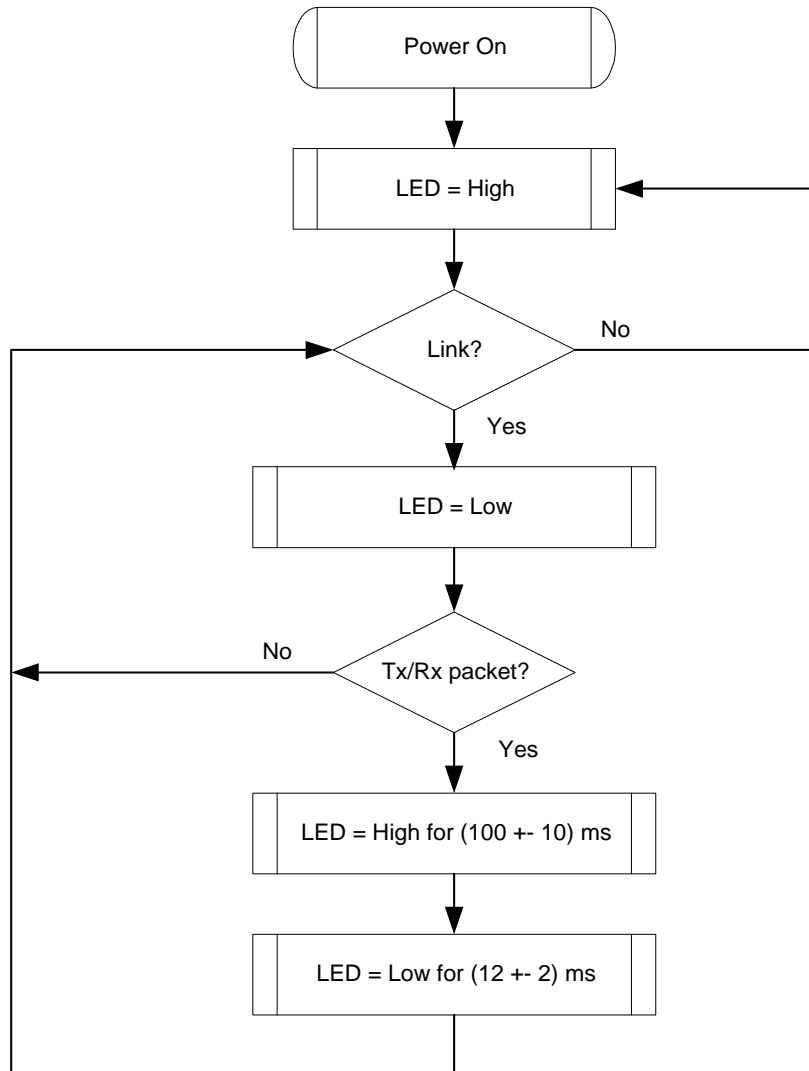 Power On
LED = High
Link?
No
Yes
LED = Low
No
Tx/Rx packet?
Yes
LED = High for (100 +- 10) ms
LED = Low for (12 +- 2) ms